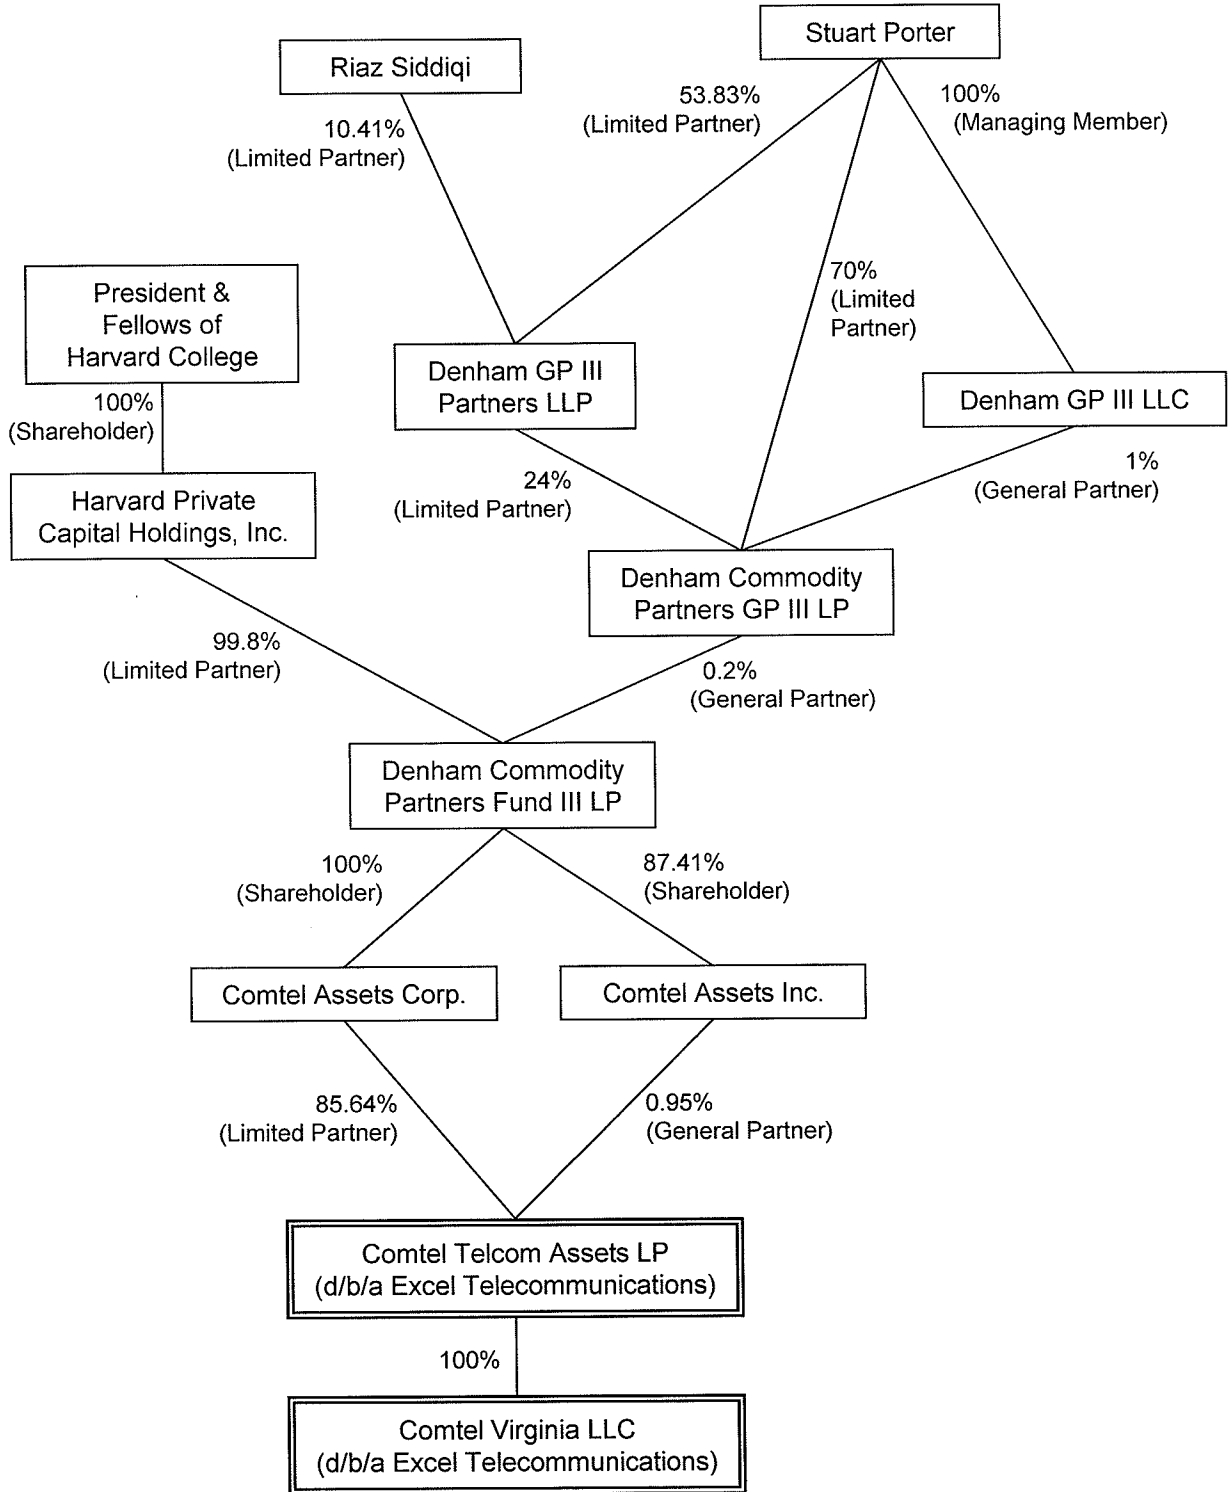 Stuart Porter
Riaz Siddiqi
53.83%
(Limited Partner)
100%
(Managing Member)
10.41%
(Limited Partner)
70%
(Limited
Partner)
President &
Fellows of
Harvard College
Denham GP III
Partners LLP
Denham GP III LLC
100%
(Shareholder)
24%
(Limited Partner)
1%
(General Partner)
Harvard Private
Capital Holdings, Inc.
Denham Commodity
Partners GP III LP
99.8%
(Limited Partner)
0.2%
(General Partner)
Denham Commodity
Partners Fund III LP
100%
(Shareholder)
87.41%
(Shareholder)
Comtel Assets Corp.
Comtel Assets Inc.
85.64%
(Limited Partner)
0.95%
(General Partner)
Comtel Telcom Assets LP
(d/b/a Excel Telecommunications)
100%
Comtel Virginia LLC
(d/b/a Excel Telecommunications)